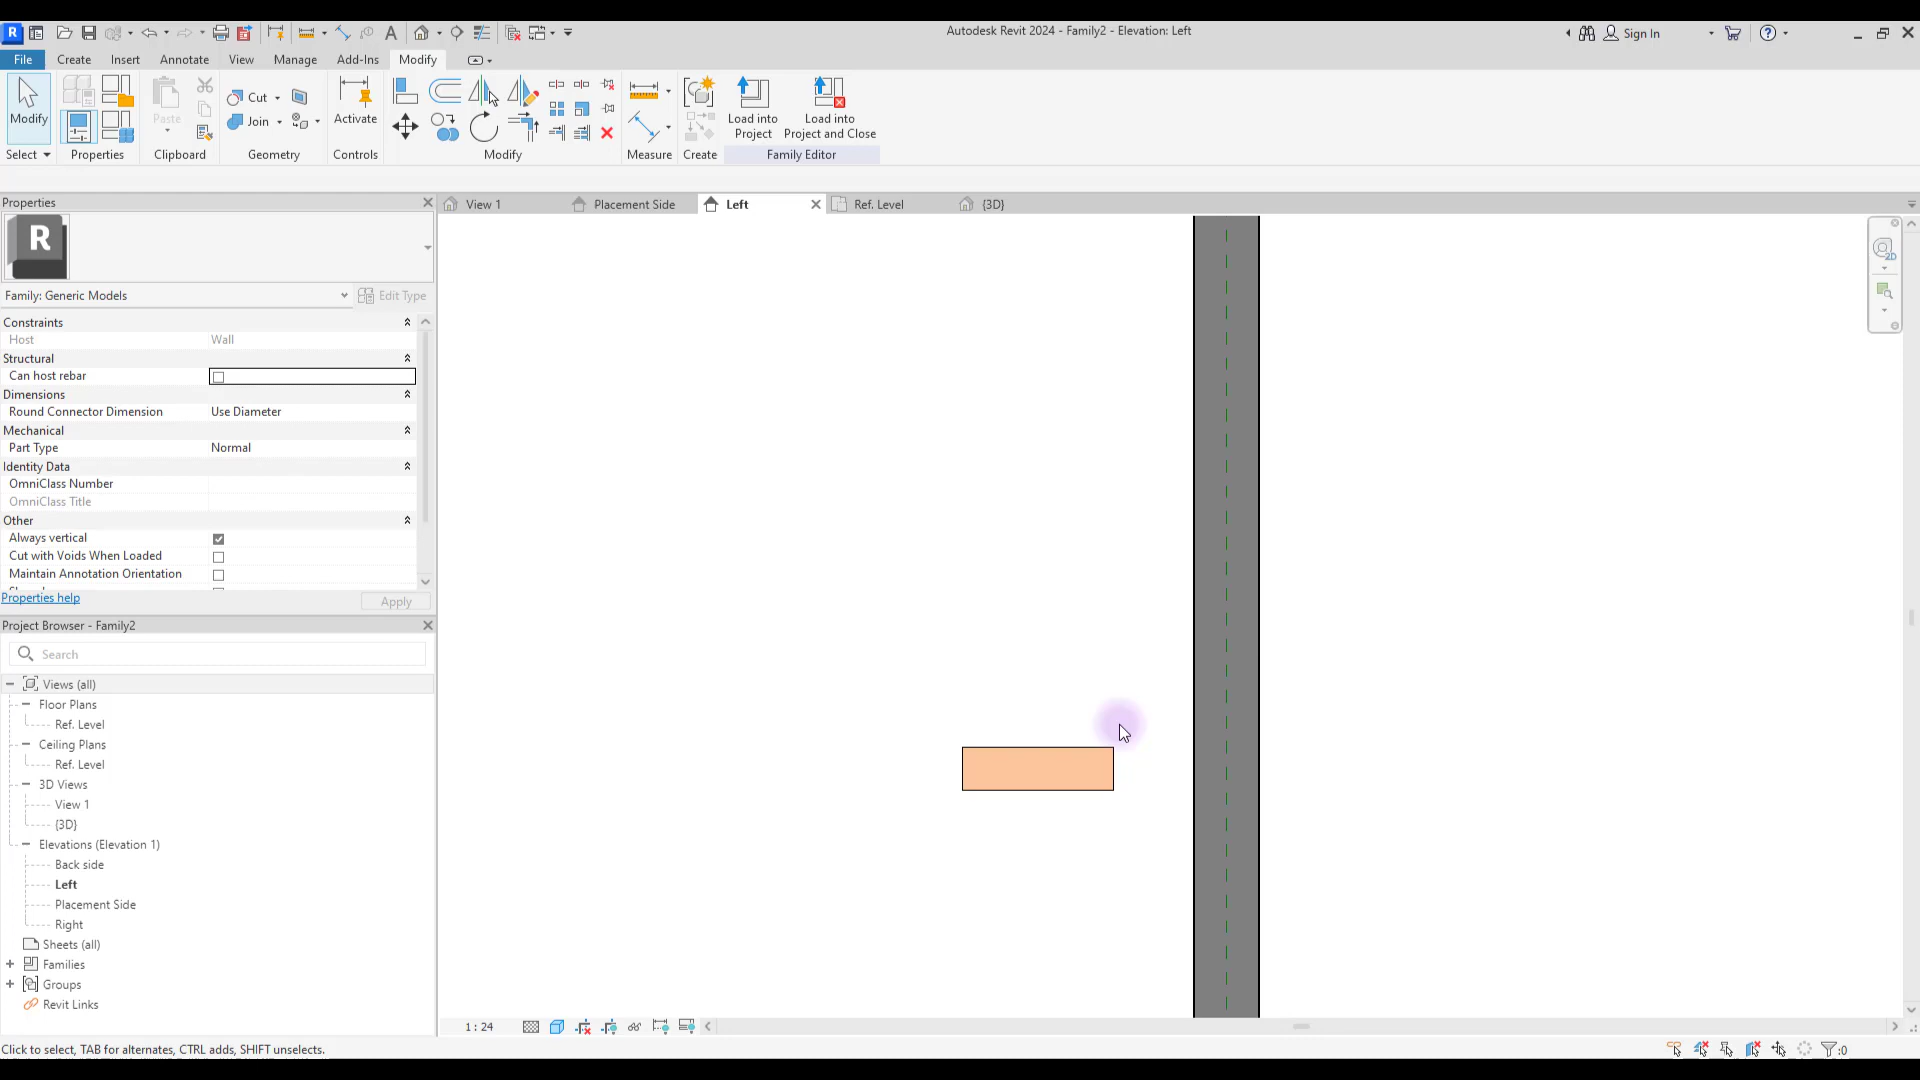 Autodesk Revit 2024 - Family2 - Elevation: Left
Sign In
File
Create
Insert
Annotate
View
Manage
Add-Ins
Modify
Modify
Paste
Cut
Join
Activate
Load into
Project
Load into
Project and Close
Select
Properties
Clipboard
Geometry
Controls
Modify
Measure
Create
Family Editor
Properties
View 1
Placement Side
Left
Ref. Level
{3D}
R
Family: Generic Models
Edit Type
Constraints
Host Wall
Structural
Can host rebar
Dimensions
Round Connector Dimension Use Diameter
Mechanical
Part Type Normal
Identity Data
OmniClass Number
OmniClass Title
Other
Always vertical
Cut with Voids When Loaded
Maintain Annotation Orientation
Properties help
Apply
Project Browser - Family2
Search
Views (all)
Floor Plans
Ref. Level
Ceiling Plans
Ref. Level
3D Views
View 1
{3D}
Elevations (Elevation 1)
Back side
Left
Placement Side
Right
Sheets (all)
Families
Groups
Revit Links
1 : 24
Click to select, TAB for alternates, CTRL adds, SHIFT unselects.
:0
2D